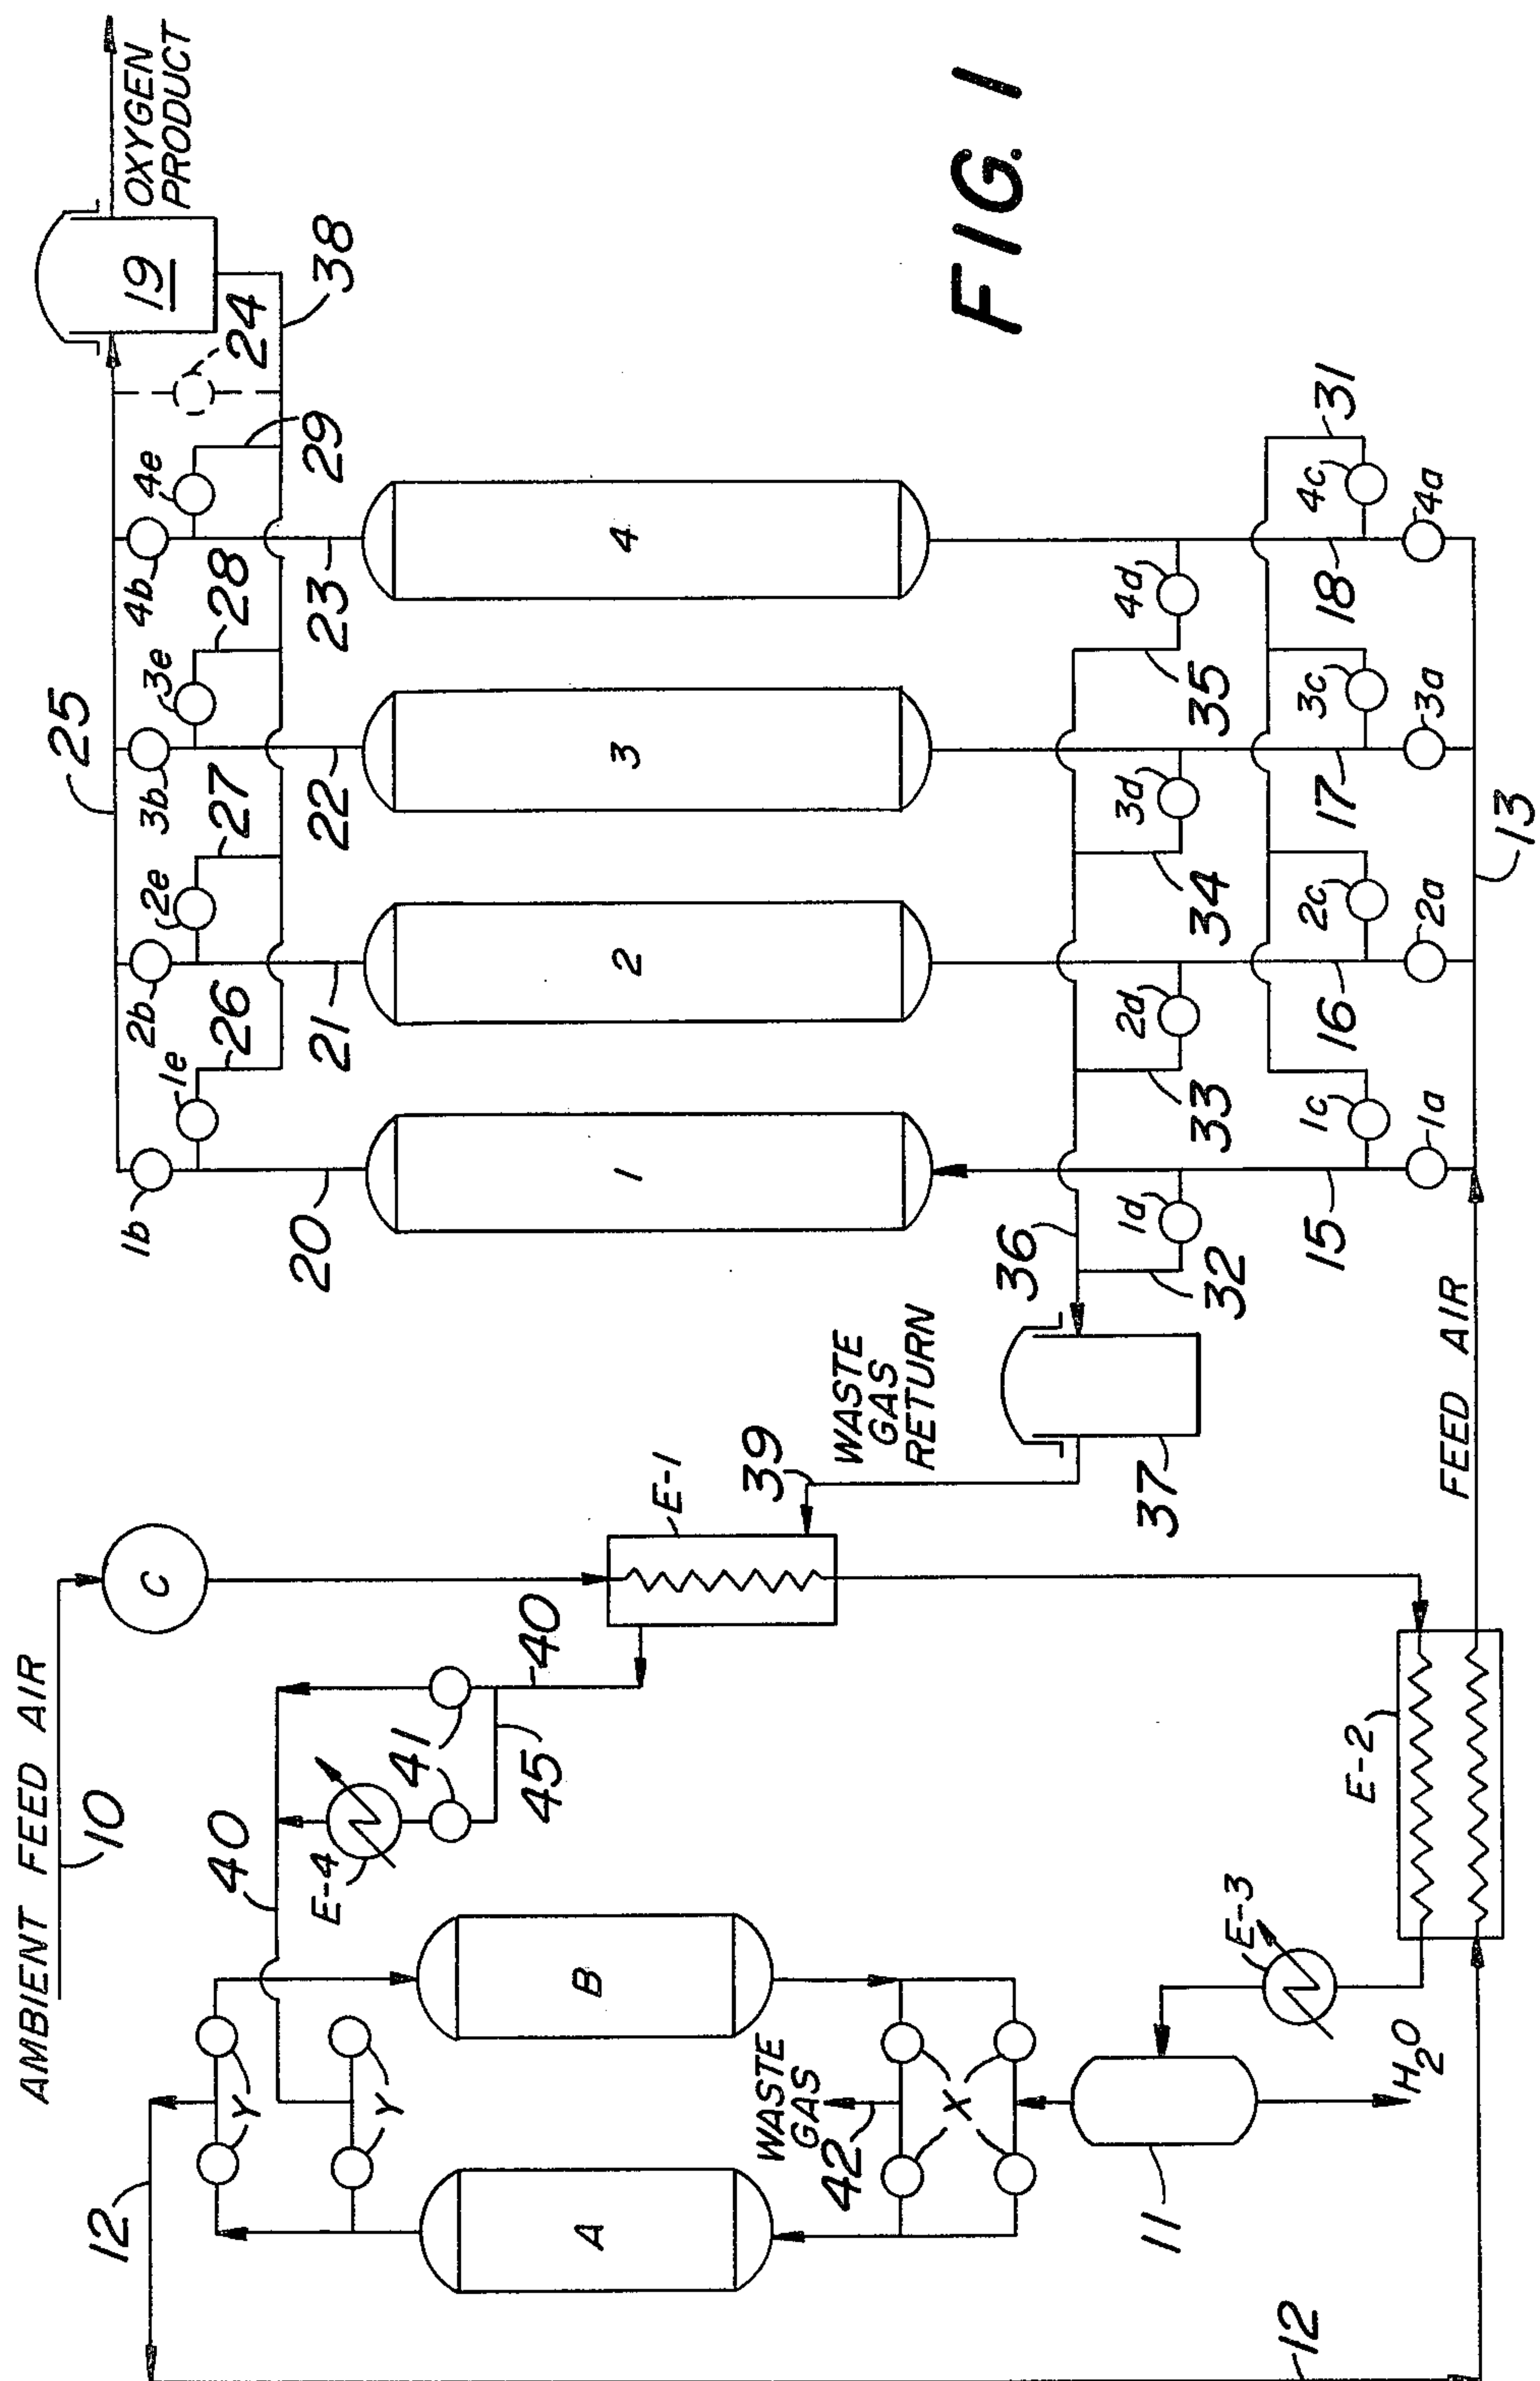 AMBIENT FEED AIR
10
C
12
40
Y
Y
E-4
41
45
40
E-1
39
WASTE
GAS
RETURN
A
B
WASTE
GAS
42
X
11
H2O
E-3
E-2
12
FEED AIR
37
36
25
1b
1e
26
2b
2e
27
3b
3e
28
4b
4e
29
24
38
19
OXYGEN
PRODUCT
20
21
22
23
1
2
3
4
32
1d
33
2d
34
3d
35
4d
15
1c
1a
16
2c
2a
17
3c
3a
18
4c
4a
31
13
FIG. 1